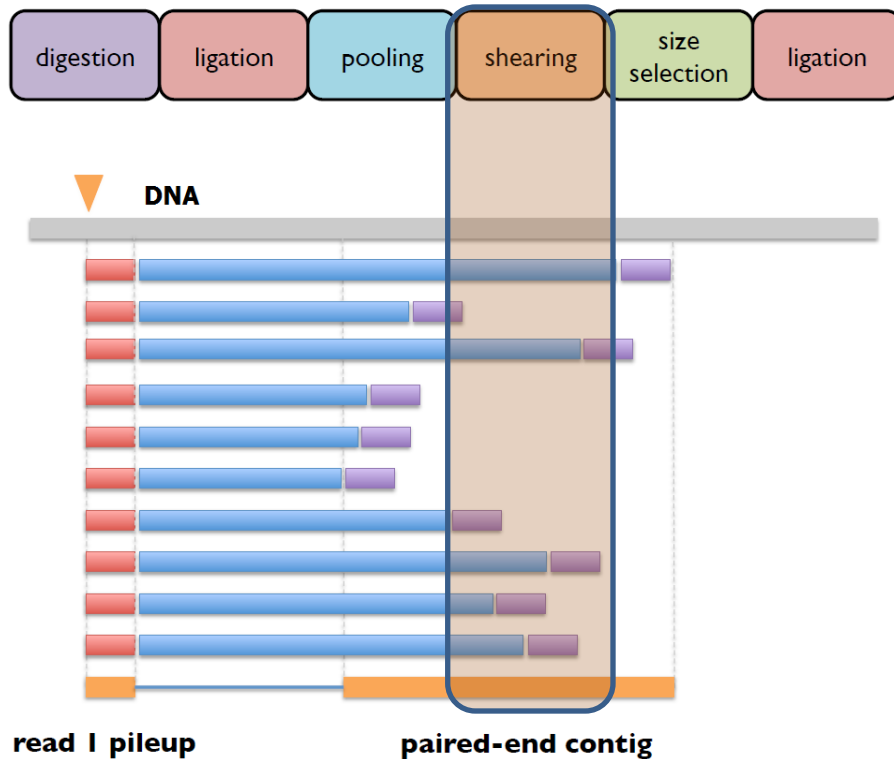 digestion
ligation
pooling
shearing
size
selection
ligation
DNA
read 1 pileup
paired-end contig